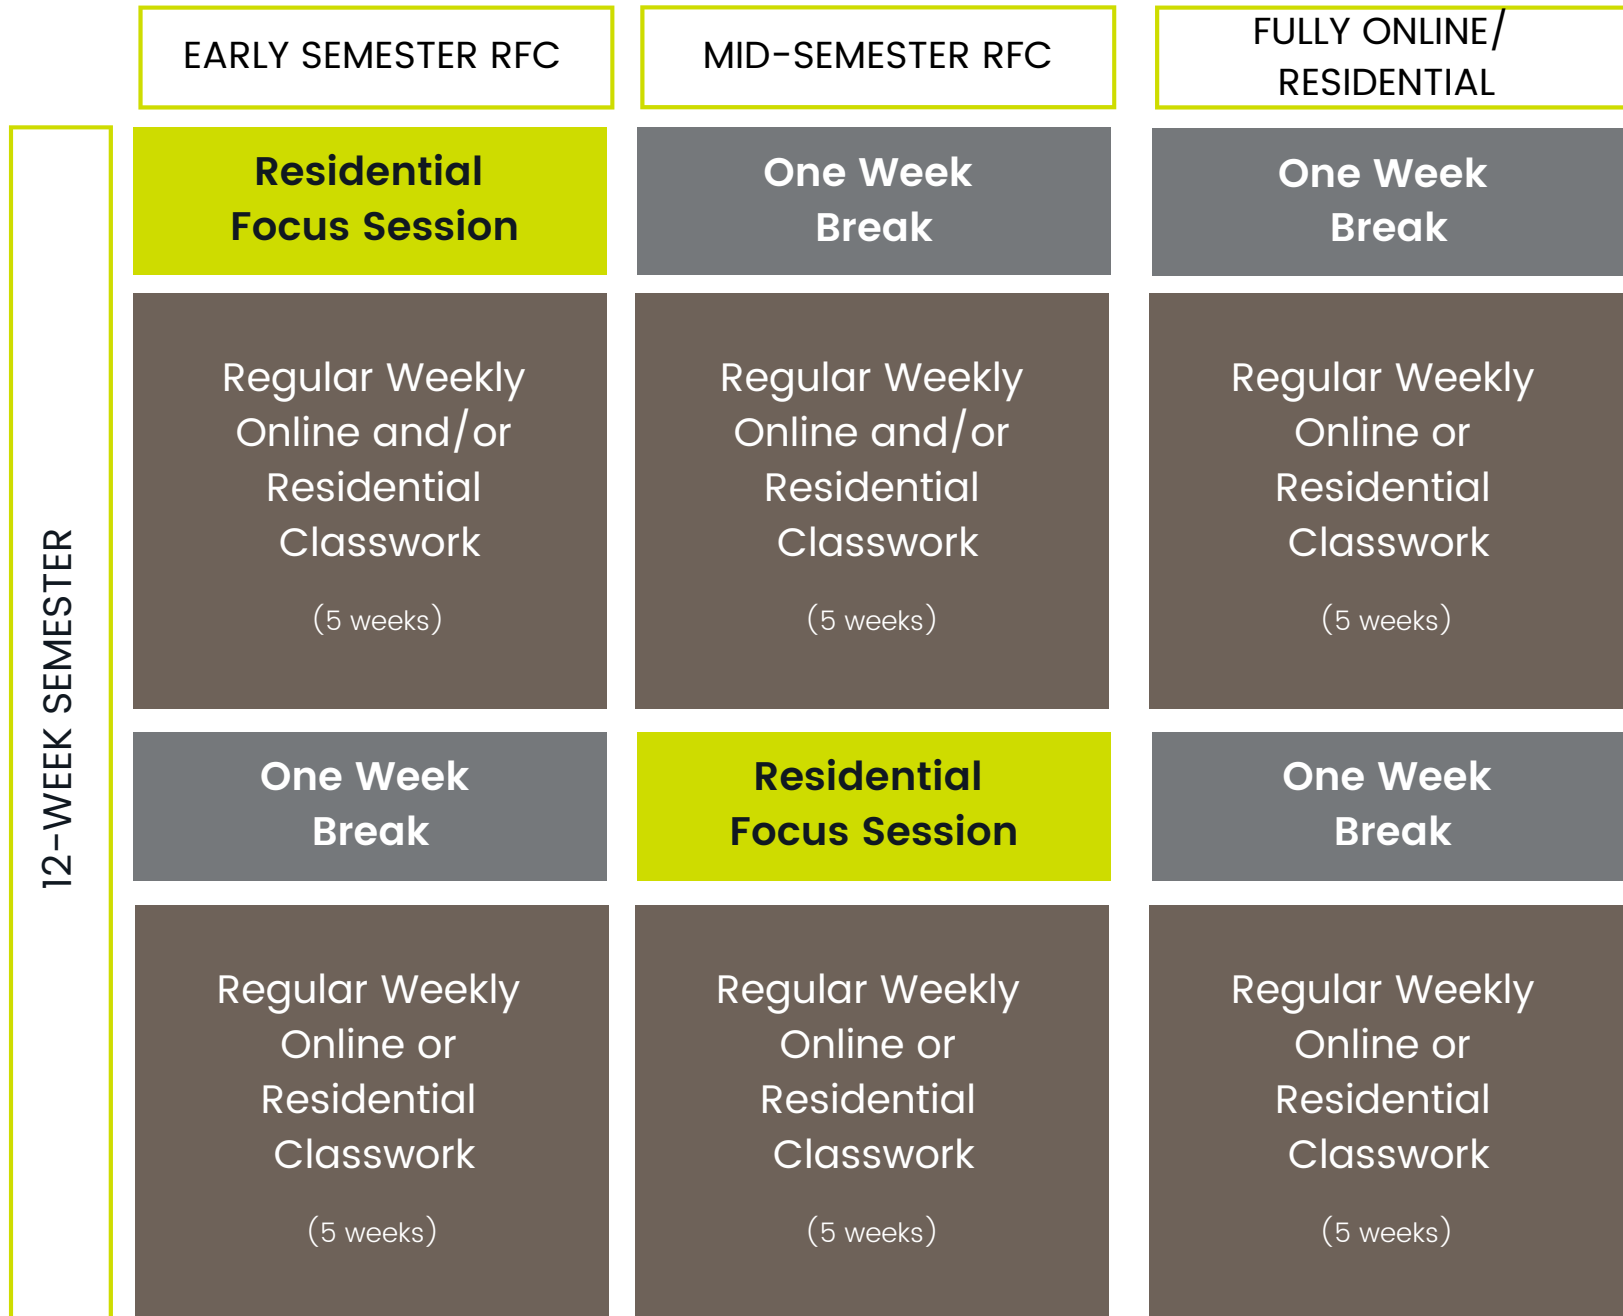 EARLY SEMESTER RFC
MID-SEMESTER RFC
FULLY ONLINE/
RESIDENTIAL
12-WEEK SEMESTER
Residential
Focus Session
One Week
Break
One Week
Break
Regular Weekly
Online and/or
Residential
Classwork
(5 weeks)
Regular Weekly
Online and/or
Residential
Classwork
(5 weeks)
Regular Weekly
Online or
Residential
Classwork
(5 weeks)
One Week
Break
Residential
Focus Session
One Week
Break
Regular Weekly
Online or
Residential
Classwork
(5 weeks)
Regular Weekly
Online or
Residential
Classwork
(5 weeks)
Regular Weekly
Online or
Residential
Classwork
(5 weeks)